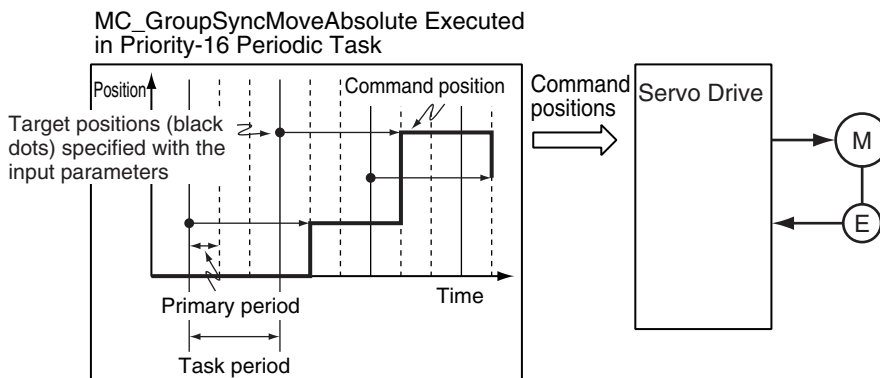 MC_GroupSyncMoveAbsolute Executed
in Priority-16 Periodic Task
Position
Command position
Target positions (black
dots) specified with the
input parameters
Primary period
Time
Task period
Command
positions
Servo Drive
M
E